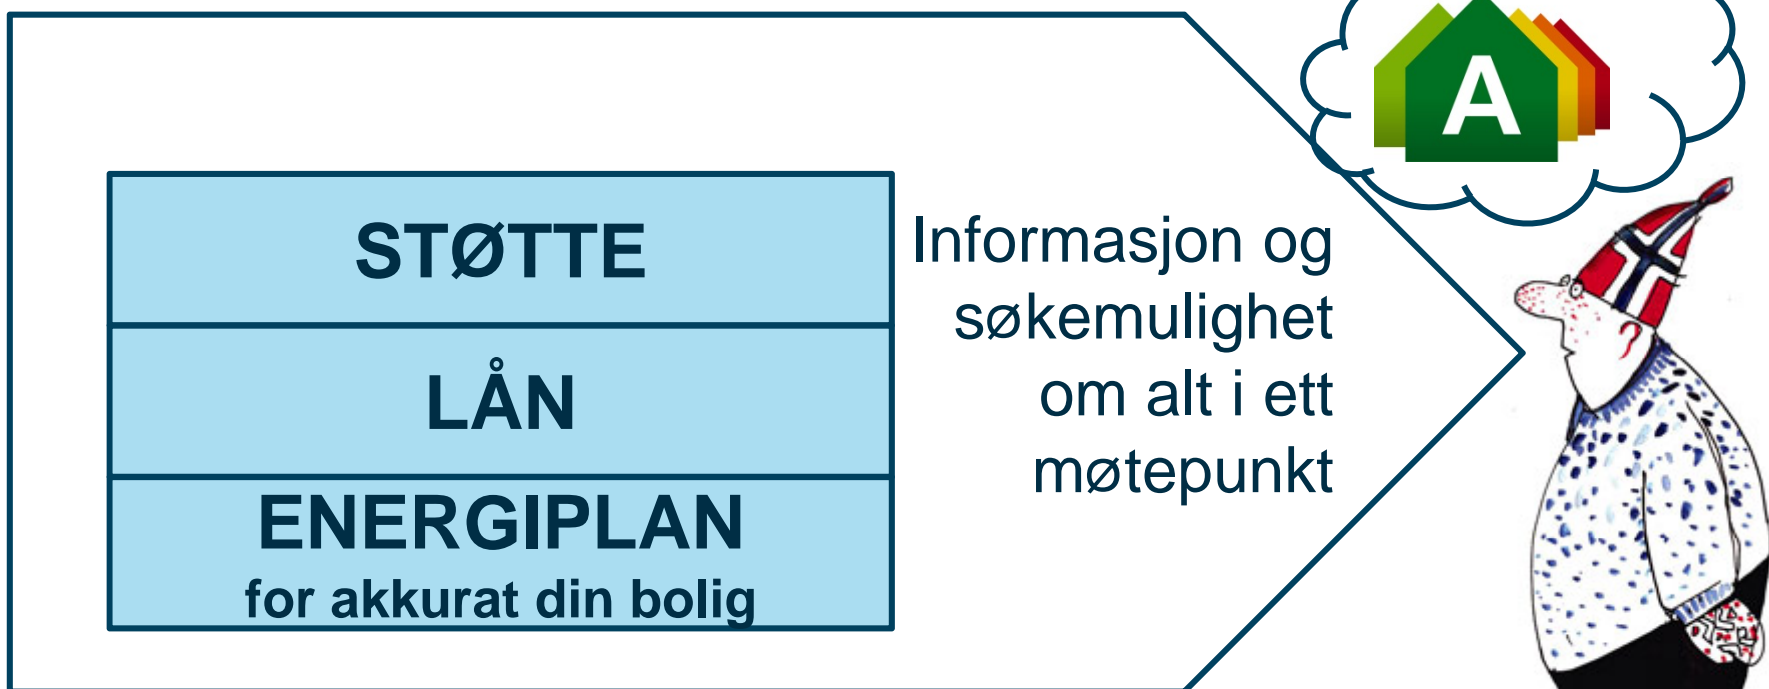 A
STØTTE
LÅN
ENERGIPLAN
for akkurat din bolig
Informasjon og
søkemulighet
om alt i ett
møtepunkt